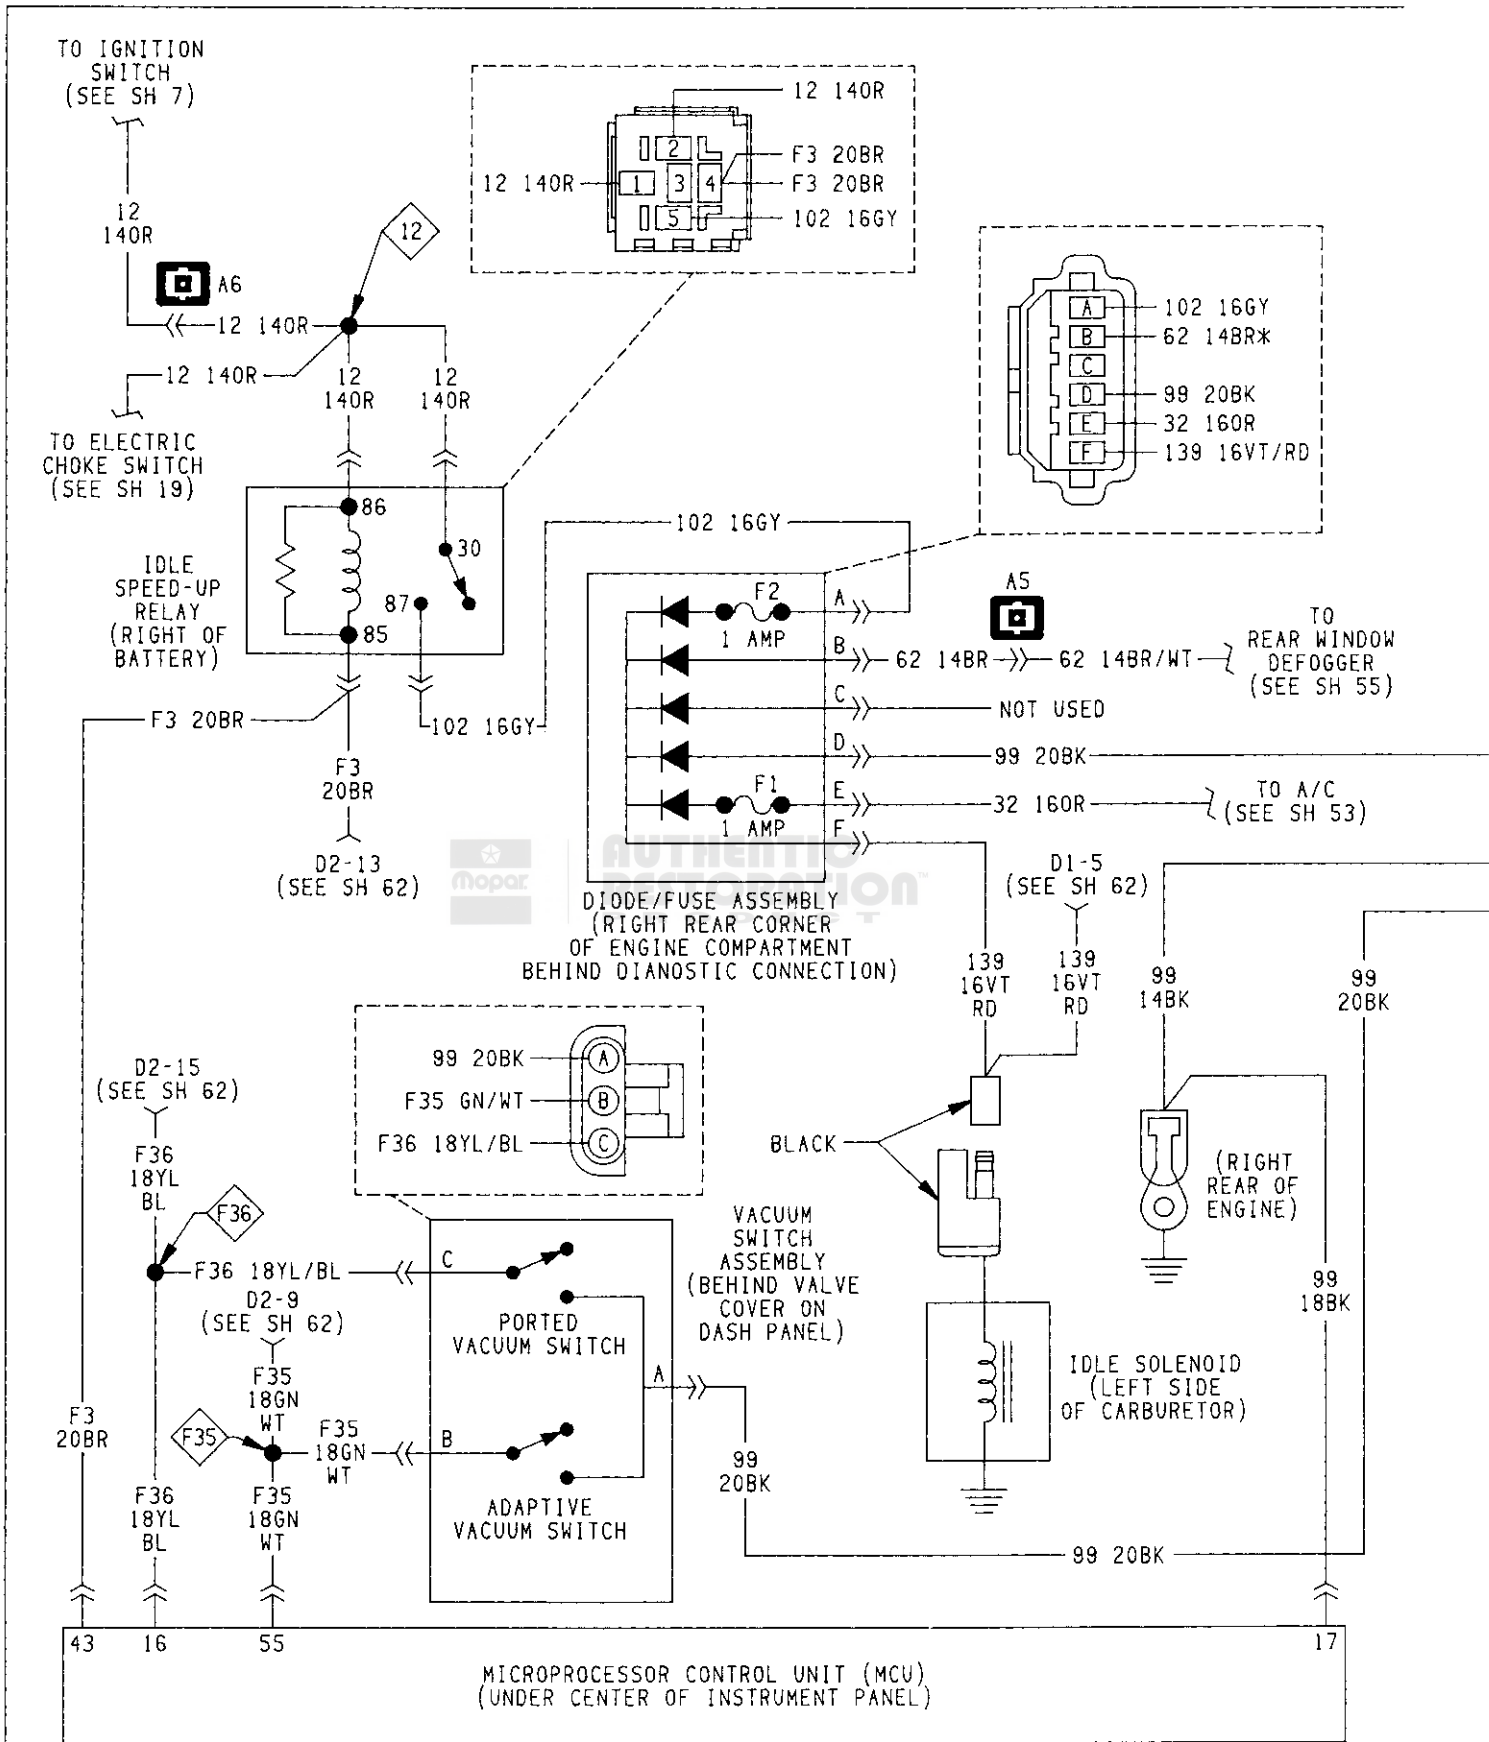 TO IGNITION
SWITCH
(SEE SH 7)
12
140R
A6
12
12 140R
12 140R
TO ELECTRIC
CHOKE SWITCH
(SEE SH 19)
12
140R
12
140R
12 140R
12 140R
F3 20BR
F3 20BR
102 16GY
1
2
3
4
5
A
B
C
D
E
F
102 16GY
62 14BR*
99 20BK
32 160R
139 16VT/RD
IDLE
SPEED-UP
RELAY
(RIGHT OF
BATTERY)
86
30
87
85
102 16GY
102 16GY
F3 20BR
F3
20BR
D2-13
(SEE SH 62)
F2
1 AMP
F1
1 AMP
A
B
C
D
E
F
A5
62 14BR
62 14BR/WT
TO
REAR WINDOW
DEFOGGER
(SEE SH 55)
NOT USED
99 20BK
32 160R
TO A/C
(SEE SH 53)
Mopar
AUTHENTIC
RESTORATION™
PRODUCT
DIODE/FUSE ASSEMBLY
(RIGHT REAR CORNER
OF ENGINE COMPARTMENT
BEHIND DIANOSTIC CONNECTION)
D1-5
(SEE SH 62)
139
16VT
RD
139
16VT
RD
99
14BK
99
20BK
99 20BK
F35 GN/WT
F36 18YL/BL
A
B
C
D2-15
(SEE SH 62)
F36
18YL
BL
F36
F36 18YL/BL
D2-9
(SEE SH 62)
F35
18GN
WT
F35
F35
18GN
WT
F3
20BR
F36
18YL
BL
F35
18GN
WT
C
PORTED
VACUUM SWITCH
A
B
ADAPTIVE
VACUUM SWITCH
VACUUM
SWITCH
ASSEMBLY
(BEHIND VALVE
COVER ON
DASH PANEL)
BLACK
(RIGHT
REAR OF
ENGINE)
99
18BK
IDLE SOLENOID
(LEFT SIDE
OF CARBURETOR)
99
20BK
99 20BK
43
16
55
17
MICROPROCESSOR CONTROL UNIT (MCU)
(UNDER CENTER OF INSTRUMENT PANEL)